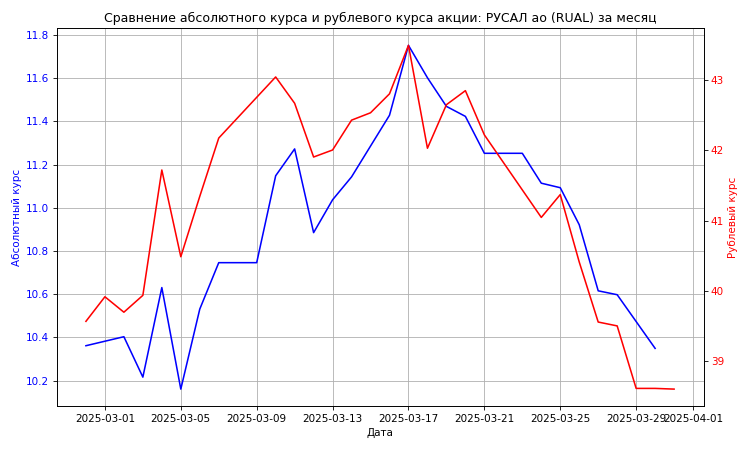 Сравнение абсолютного курса и рублевого курса акции: РУСАЛ ао (RUAL) за месяц
11.8
11.6
11.4
11.2
11.0
10.8
10.6
10.4
10.2
Абсолютный курс
43
42
41
40
39
Рублевый курс
2025-03-01 2025-03-05 2025-03-09 2025-03-13 2025-03-17 2025-03-21 2025-03-25 2025-03-29 2025-04-01
Дата